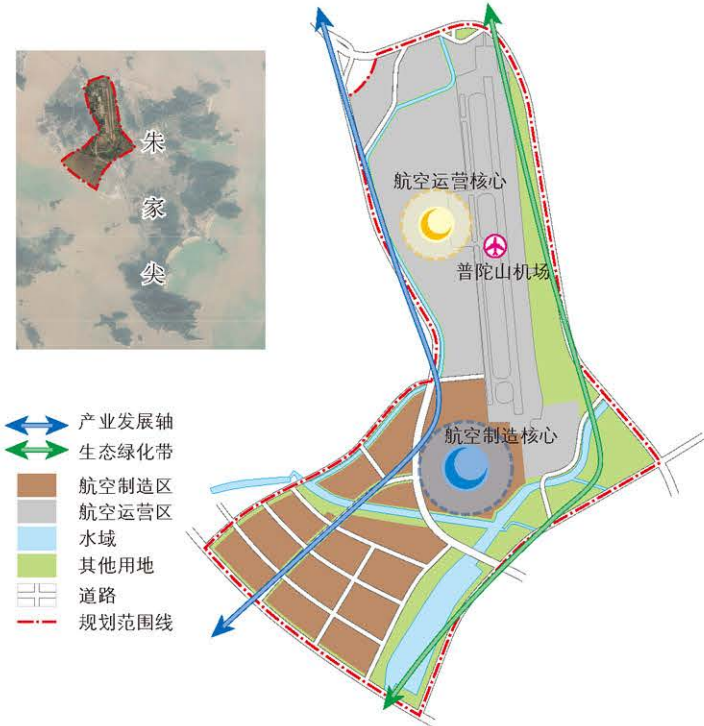 朱
家
尖
航空运营核心
普陀山机场
航空制造核心
产业发展轴
生态绿化带
航空制造区
航空运营区
水域
其他用地
道路
规划范围线